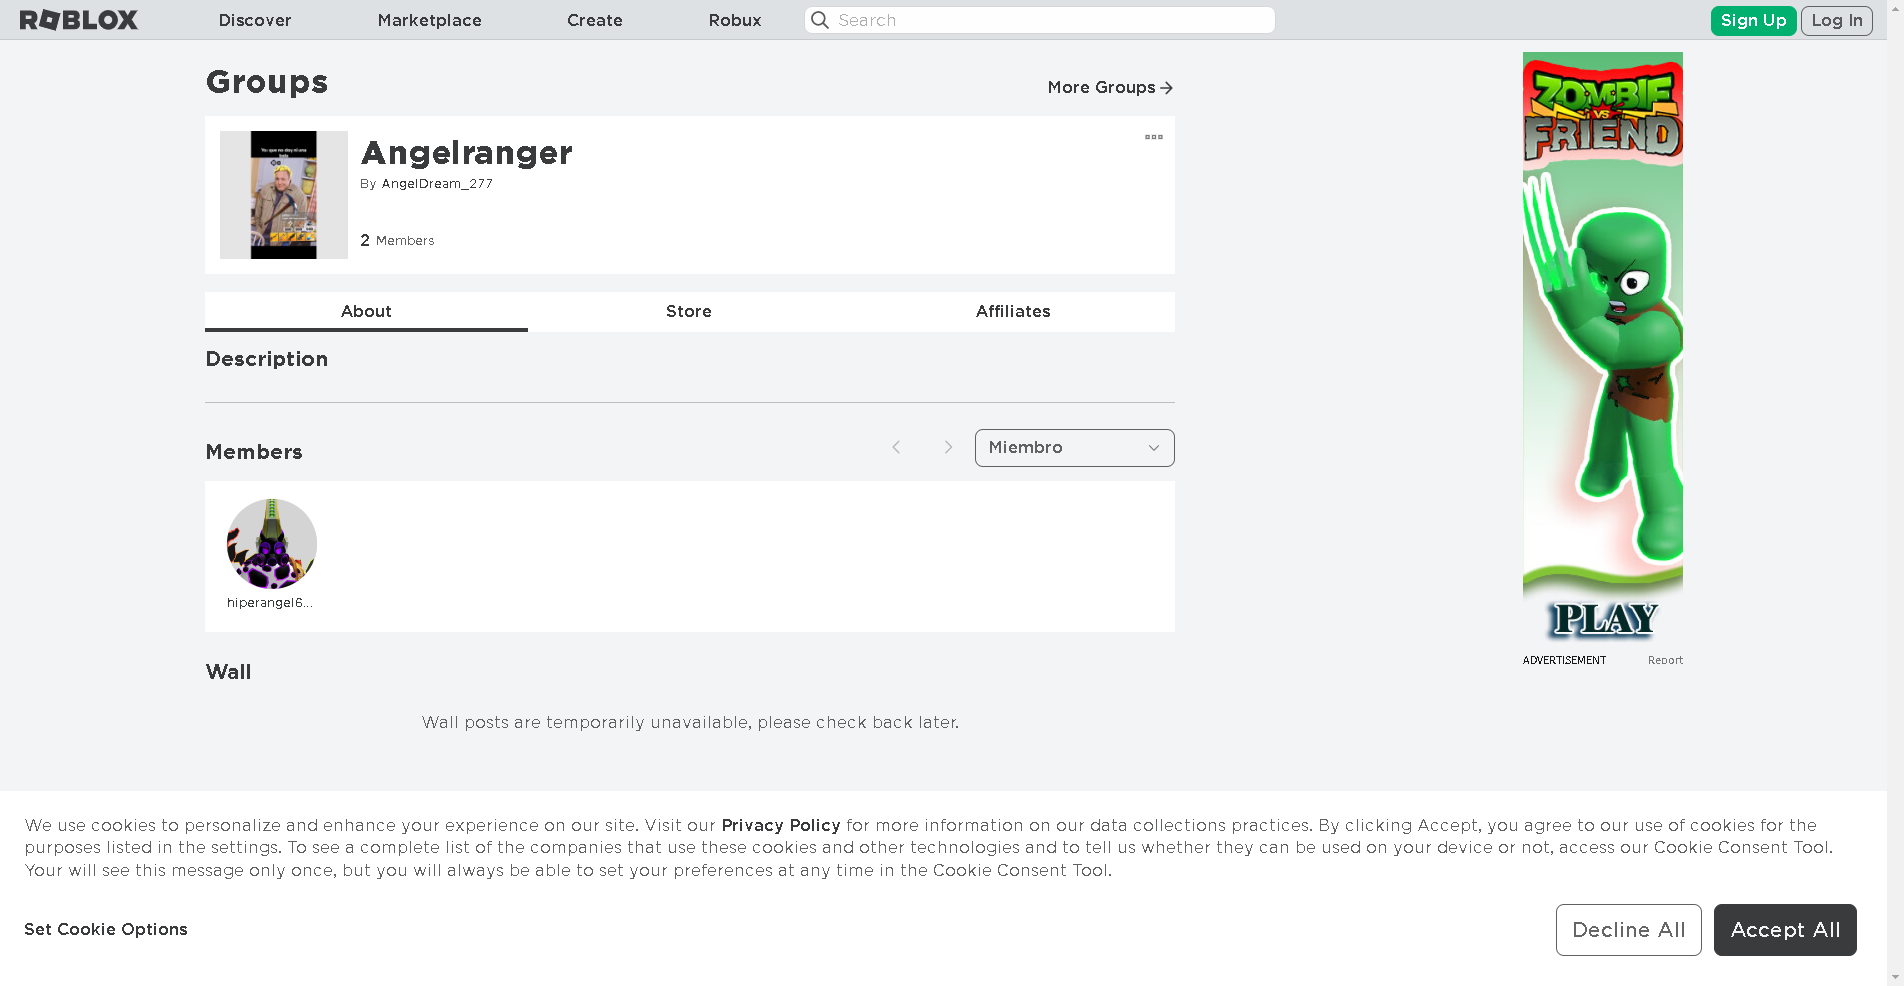 ROBLOX
Discover
Marketplace
Create
Robux
Search
Sign Up
Log In
Groups
More Groups
Yo: que no doy ni una
Angelranger
By AngelDream_277
2 Members
About
Store
Affiliates
Description
Members
Miembro
hiperangel6...
Wall
Wall posts are temporarily unavailable, please check back later.
ZOMBIE
VS
FRIEND
PLAY
ADVERTISEMENT
Report
We use cookies to personalize and enhance your experience on our site. Visit our Privacy Policy for more information on our data collections practices. By clicking Accept, you agree to our use of cookies for the
purposes listed in the settings. To see a complete list of the companies that use these cookies and other technologies and to tell us whether they can be used on your device or not, access our Cookie Consent Tool.
Your will see this message only once, but you will always be able to set your preferences at any time in the Cookie Consent Tool.
Set Cookie Options
Decline All
Accept All